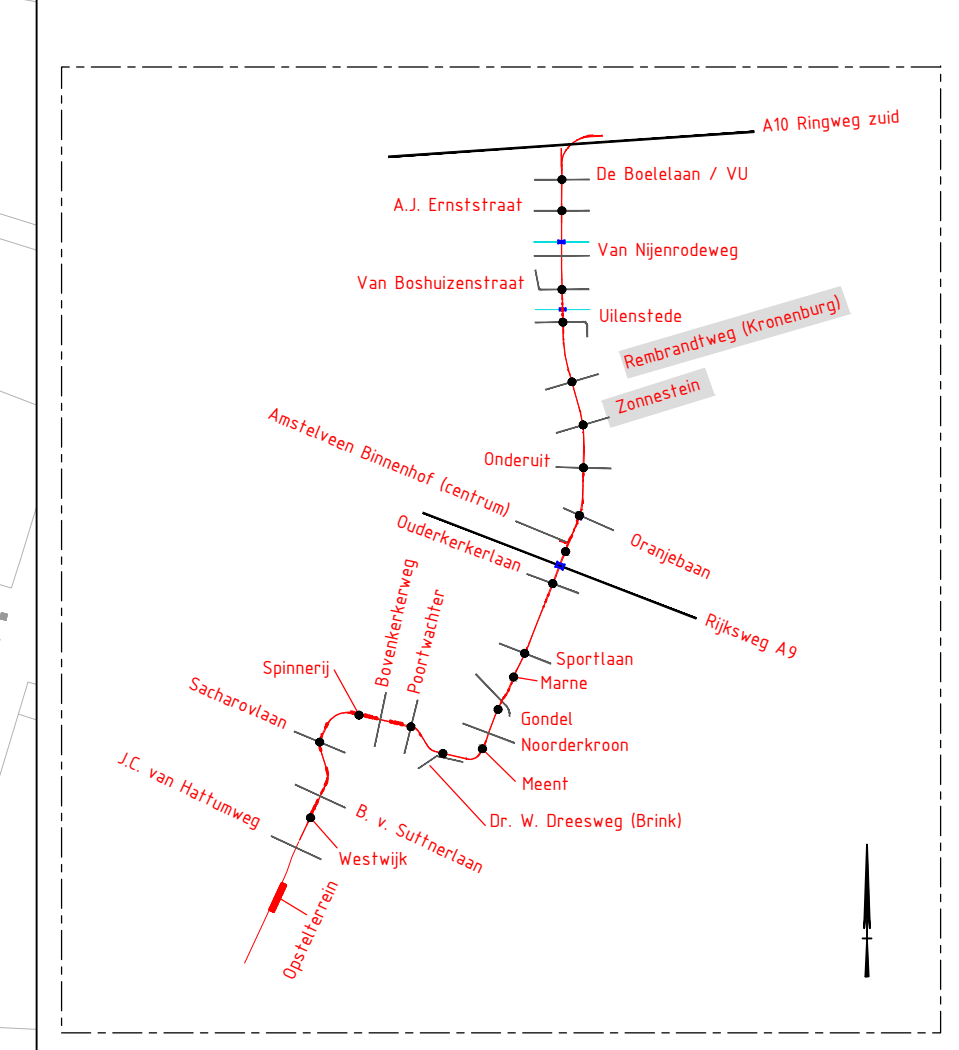 A10 Ringweg zuid
De Boelelaan / VU
A.J. Ernststraat
Van Nijenrodeweg
Van Boshuizenstraat
Uilenstede
Rembrandtweg (Kronenburg)
Zonnestein
Amstelveen Binnenhof (centrum)
Onderuit
Oranjebaan
Ouderkerkerlaan
Rijksweg A9
Bovenkerkerweg
Poortwachter
Sportlaan
Spinnerij
Marne
Sacharovlaan
Gondel
Noorderkroon
J.C. van Hattumweg
Meent
Dr. W. Dreesweg (Brink)
B. v. Suttnerlaan
Westwijk
Opstelterrein